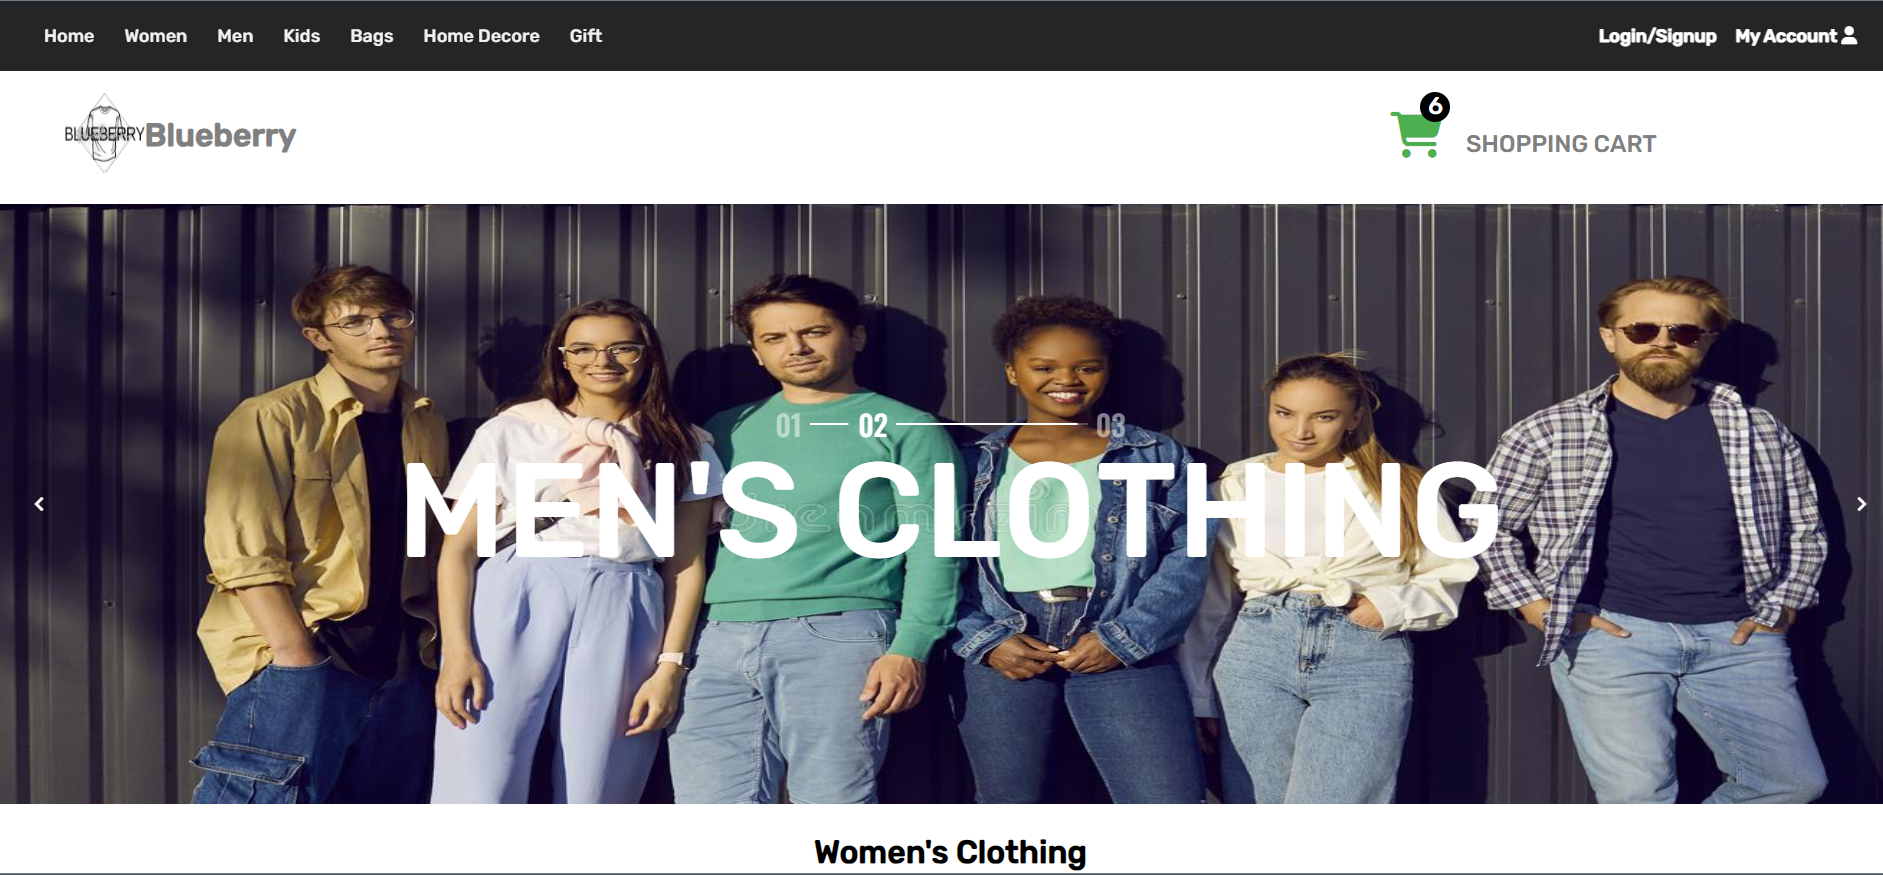 Home Women Men Kids Bags Home Decore Gift Login/Signup My Account
BLUEBERRY Blueberry
6
SHOPPING CART
01 02 03
MEN'S CLOTHING
Women's Clothing